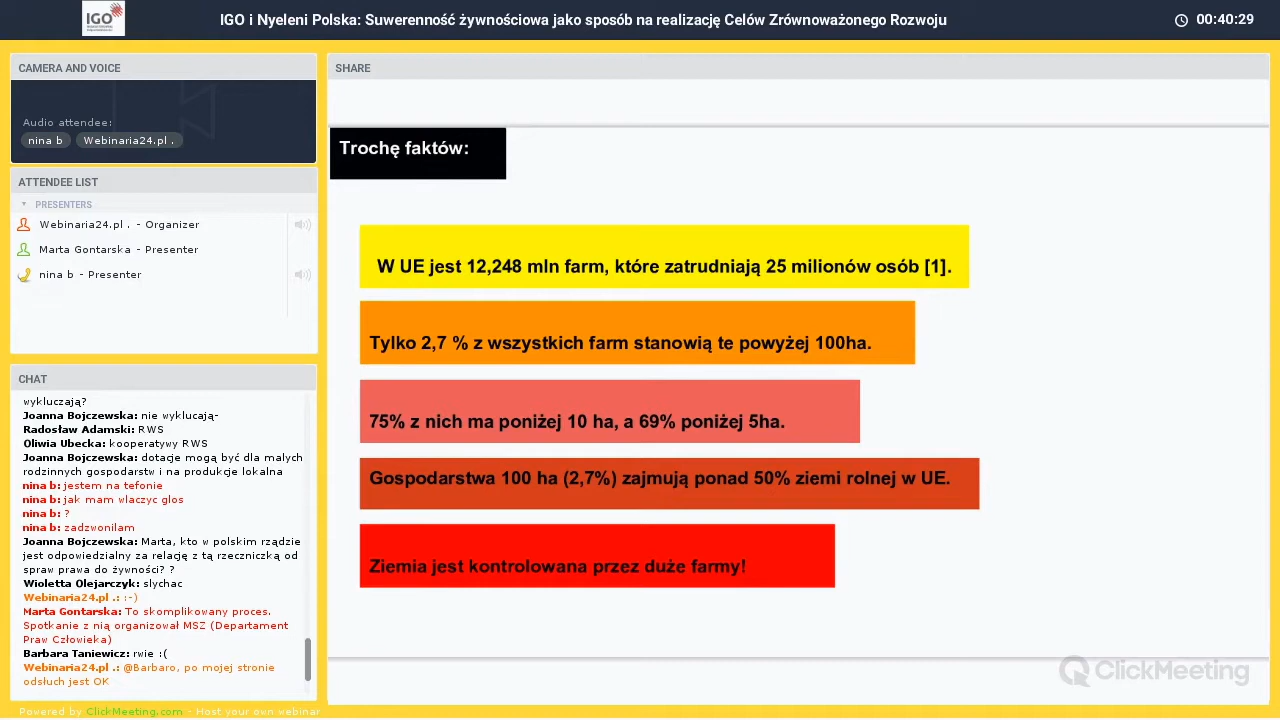 IGO
IGO i Nyeleni Polska: Suwerenność żywnościowa jako sposób na realizację Celów Zrównoważonego Rozwoju
00:40:29
CAMERA AND VOICE
Audio attendee:
nina b
Webinaria24.pl .
ATTENDEE LIST
PRESENTERS
Webinaria24.pl . - Organizer
Marta Gontarska - Presenter
nina b - Presenter
CHAT
wykluczają?
Joanna Bojczewska: nie wyklucają-
Radosław Adamski: RWS
Oliwia Ubecka: kooperatywy RWS
Joanna Bojczewska: dotacje mogą być dla malych
rodzinnych gospodarstw i na produkcje lokalna
nina b: jestem na tefonie
nina b: jak mam wlaczyc glos
nina b: ?
nina b: zadzwonilam
Joanna Bojczewska: Marta, kto w polskim rządzie
jest odpowiedzialny za relację z tą rzeczniczką od
spraw prawa do żywności? ?
Wioletta Olejarczyk: slychac
Webinaria24.pl .: :-)
Marta Gontarska: To skomplikowany proces.
Spotkanie z nią organizował MSZ (Departament
Praw Człowieka)
Barbara Taniewicz: rwie :(
Webinaria24.pl .: @Barbaro, po mojej stronie
odsłuch jest OK
Powered by ClickMeeting.com - Host your own webinar
SHARE
Trochę faktów:
W UE jest 12,248 mln farm, które zatrudniają 25 milionów osób [1].
Tylko 2,7 % z wszystkich farm stanowią te powyżej 100ha.
75% z nich ma poniżej 10 ha, a 69% poniżej 5ha.
Gospodarstwa 100 ha (2,7%) zajmują ponad 50% ziemi rolnej w UE.
Ziemia jest kontrolowana przez duże farmy!
ClickMeeting